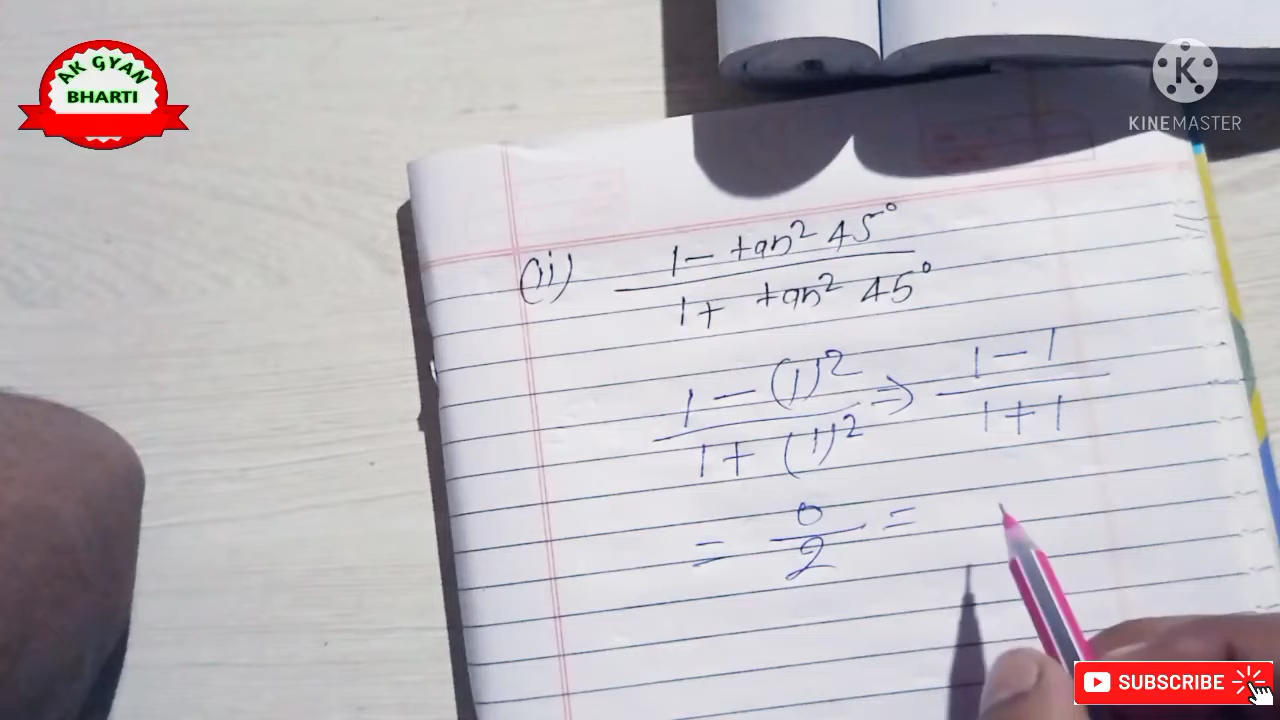 AK GYAN
BHARTI
K
KINEMASTER
(ii) 1 - tan² 45°
1 + tan² 45°
1 - (1)² ⇒ 1 - 1
1 + (1)² 1 + 1
= 0 =
2
SUBSCRIBE